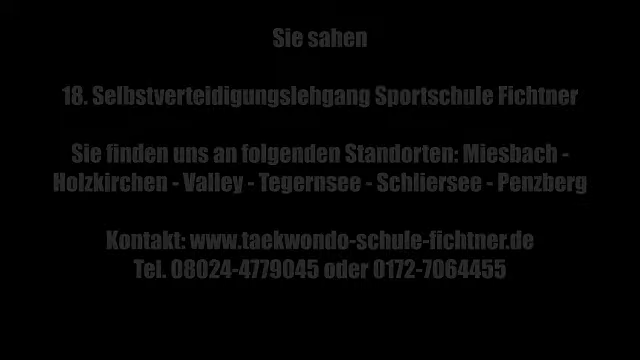 Sie sahen
18. Selbstverteidigungslehgang Sportschule Fichtner
Sie finden uns an folgenden Standorten: Miesbach -
Holzkirchen - Valley - Tegernsee - Schliersee - Penzberg
Kontakt: www.taekwondo-schule-fichtner.de
Tel. 08024-4779045 oder 0172-7064455